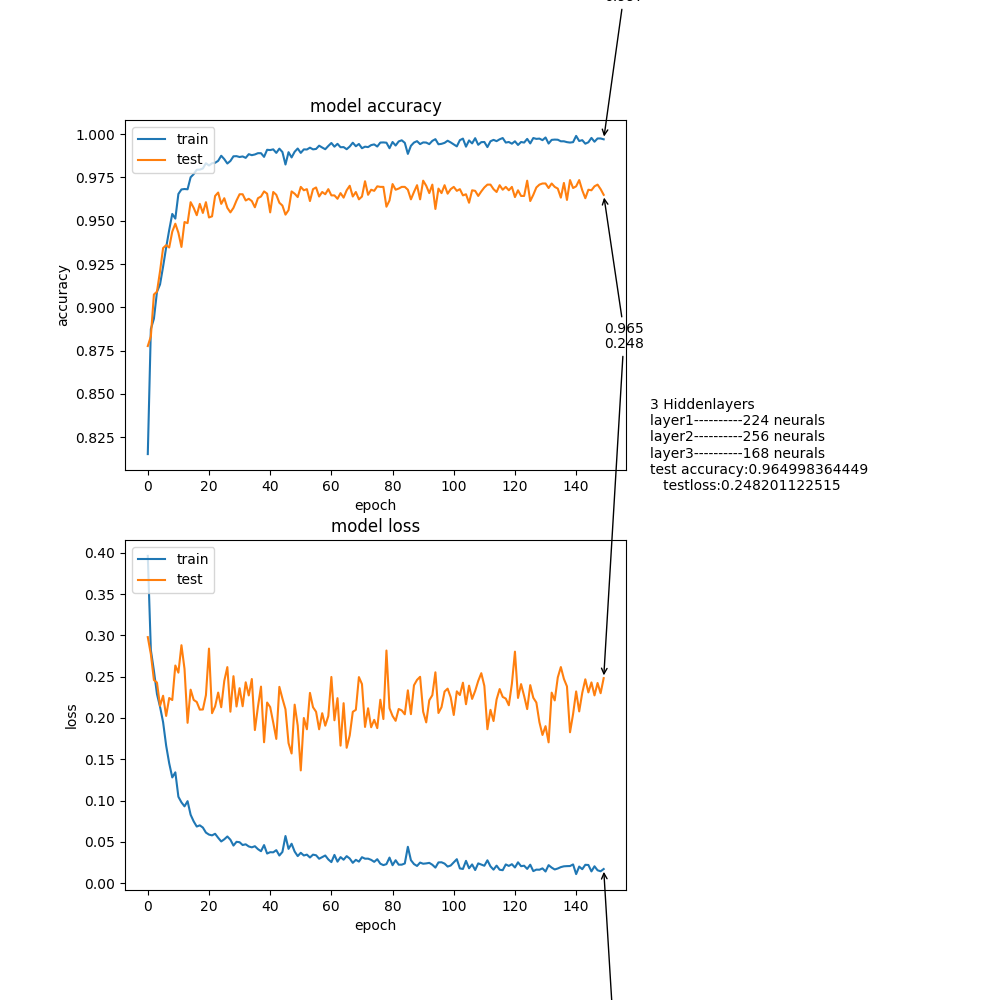 model accuracy
train
test
1.000
0.975
0.950
0.925
0.900
0.875
0.850
0.825
accuracy
0 20 40 60 80 100 120 140
epoch
0.965
0.248
3 Hiddenlayers
layer1----------224 neurals
layer2----------256 neurals
layer3----------168 neurals
test accuracy:0.964998364449
testloss:0.248201122515
model loss
train
test
0.40
0.35
0.30
0.25
0.20
0.15
0.10
0.05
0.00
loss
0 20 40 60 80 100 120 140
epoch